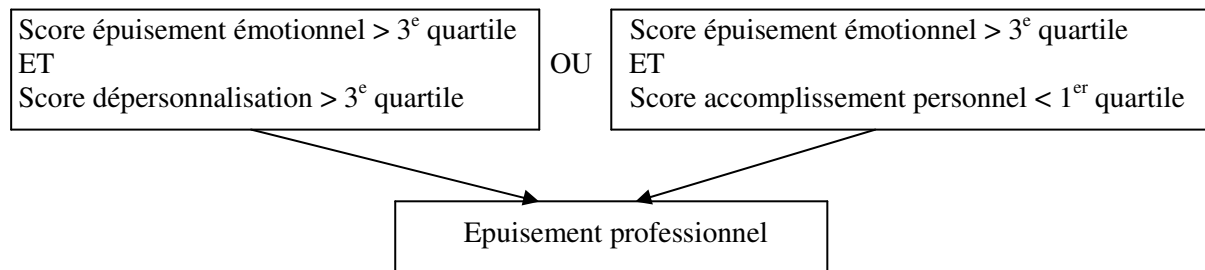 Score épuisement émotionnel > 3e quartile
ET
Score dépersonnalisation > 3e quartile
OU
Score épuisement émotionnel > 3e quartile
ET
Score accomplissement personnel < 1er quartile
Epuisement professionnel